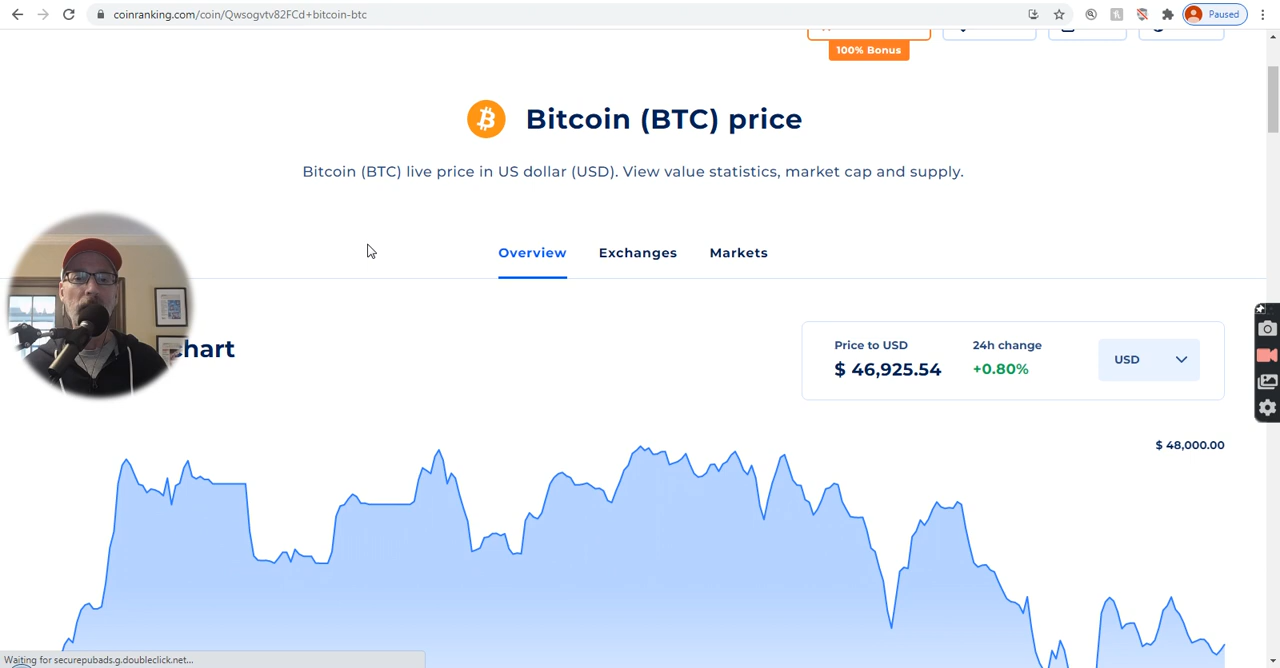 coinranking.com/coin/Qwsogvtv82FCd+bitcoin-btc
Paused
100% Bonus
Bitcoin (BTC) price
Bitcoin (BTC) live price in US dollar (USD). View value statistics, market cap and supply.
Overview Exchanges Markets
hart
Price to USD
24h change
$ 46,925.54
+0.80%
USD
$ 48,000.00
Waiting for securepubads.g.doubleclick.net...